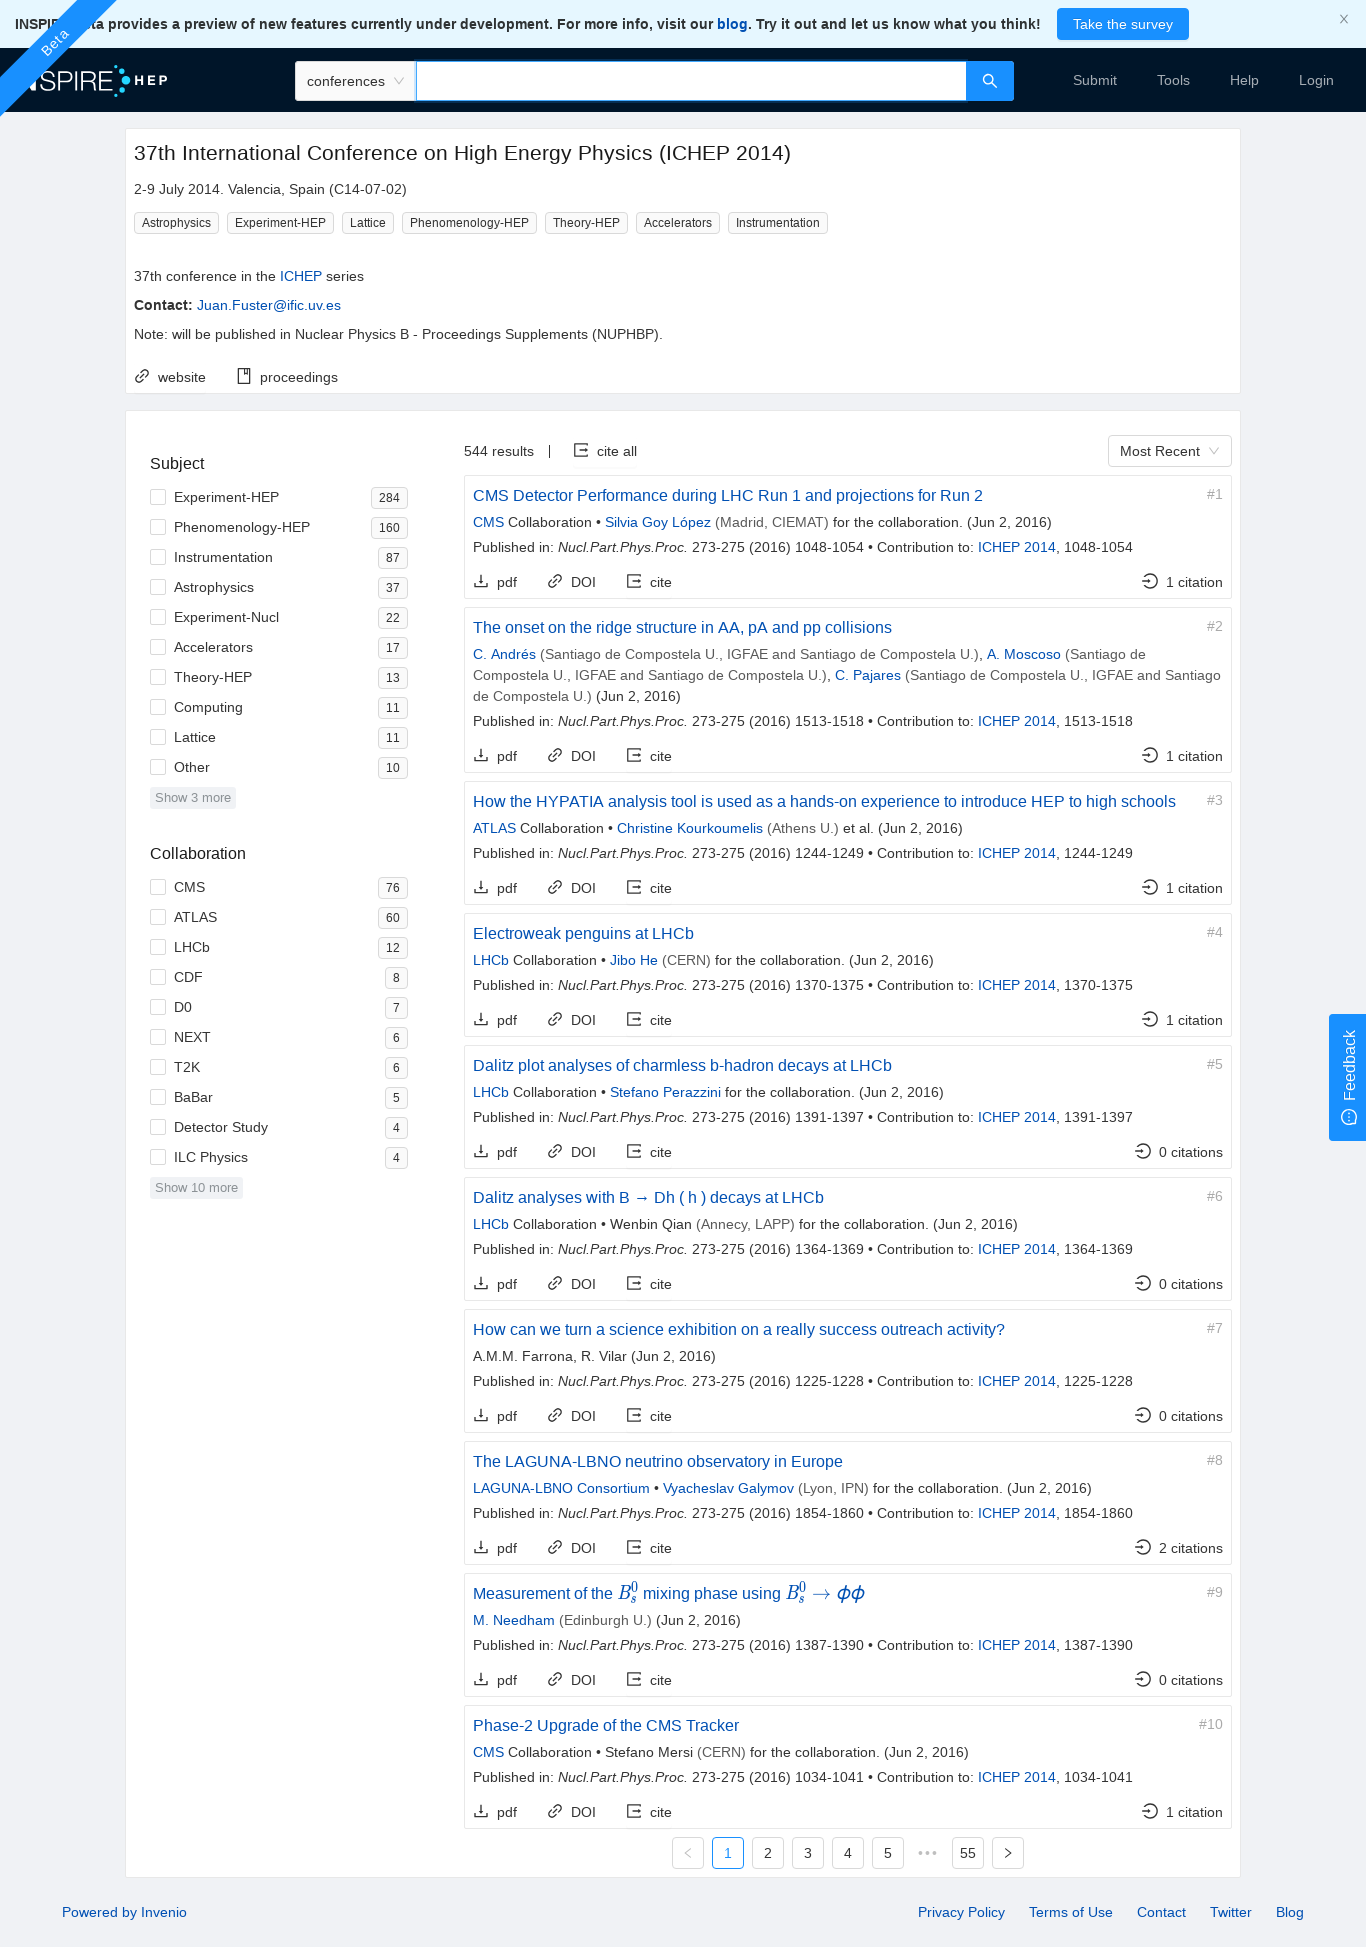 INSPIRE beta provides a preview of new features currently under development. For more info, visit our blog. Try it out and let us know what you think!
Take the survey
Beta
INSPIRE HEP
conferences
Submit
Tools
Help
Login
37th International Conference on High Energy Physics (ICHEP 2014)
2-9 July 2014. Valencia, Spain (C14-07-02)
Astrophysics Experiment-HEP Lattice Phenomenology-HEP Theory-HEP Accelerators Instrumentation
37th conference in the ICHEP series
Contact: Juan.Fuster@ific.uv.es
Note: will be published in Nuclear Physics B - Proceedings Supplements (NUPHBP).
website proceedings
Subject
Experiment-HEP 284
Phenomenology-HEP 160
Instrumentation 87
Astrophysics 37
Experiment-Nucl 22
Accelerators 17
Theory-HEP 13
Computing 11
Lattice 11
Other 10
Show 3 more
Collaboration
CMS 76
ATLAS 60
LHCb 12
CDF 8
D0 7
NEXT 6
T2K 6
BaBar 5
Detector Study 4
ILC Physics 4
Show 10 more
544 results | cite all
Most Recent
CMS Detector Performance during LHC Run 1 and projections for Run 2 #1
CMS Collaboration • Silvia Goy López (Madrid, CIEMAT) for the collaboration. (Jun 2, 2016)
Published in: Nucl.Part.Phys.Proc. 273-275 (2016) 1048-1054 • Contribution to: ICHEP 2014, 1048-1054
pdf DOI cite 1 citation
The onset on the ridge structure in AA, pA and pp collisions #2
C. Andrés (Santiago de Compostela U., IGFAE and Santiago de Compostela U.), A. Moscoso (Santiago de
Compostela U., IGFAE and Santiago de Compostela U.), C. Pajares (Santiago de Compostela U., IGFAE and Santiago
de Compostela U.) (Jun 2, 2016)
Published in: Nucl.Part.Phys.Proc. 273-275 (2016) 1513-1518 • Contribution to: ICHEP 2014, 1513-1518
pdf DOI cite 1 citation
How the HYPATIA analysis tool is used as a hands-on experience to introduce HEP to high schools #3
ATLAS Collaboration • Christine Kourkoumelis (Athens U.) et al. (Jun 2, 2016)
Published in: Nucl.Part.Phys.Proc. 273-275 (2016) 1244-1249 • Contribution to: ICHEP 2014, 1244-1249
pdf DOI cite 1 citation
Electroweak penguins at LHCb #4
LHCb Collaboration • Jibo He (CERN) for the collaboration. (Jun 2, 2016)
Published in: Nucl.Part.Phys.Proc. 273-275 (2016) 1370-1375 • Contribution to: ICHEP 2014, 1370-1375
pdf DOI cite 1 citation
Dalitz plot analyses of charmless b-hadron decays at LHCb #5
LHCb Collaboration • Stefano Perazzini for the collaboration. (Jun 2, 2016)
Published in: Nucl.Part.Phys.Proc. 273-275 (2016) 1391-1397 • Contribution to: ICHEP 2014, 1391-1397
pdf DOI cite 0 citations
Dalitz analyses with B → Dh ( h ) decays at LHCb #6
LHCb Collaboration • Wenbin Qian (Annecy, LAPP) for the collaboration. (Jun 2, 2016)
Published in: Nucl.Part.Phys.Proc. 273-275 (2016) 1364-1369 • Contribution to: ICHEP 2014, 1364-1369
pdf DOI cite 0 citations
How can we turn a science exhibition on a really success outreach activity? #7
A.M.M. Farrona, R. Vilar (Jun 2, 2016)
Published in: Nucl.Part.Phys.Proc. 273-275 (2016) 1225-1228 • Contribution to: ICHEP 2014, 1225-1228
pdf DOI cite 0 citations
The LAGUNA-LBNO neutrino observatory in Europe #8
LAGUNA-LBNO Consortium • Vyacheslav Galymov (Lyon, IPN) for the collaboration. (Jun 2, 2016)
Published in: Nucl.Part.Phys.Proc. 273-275 (2016) 1854-1860 • Contribution to: ICHEP 2014, 1854-1860
pdf DOI cite 2 citations
Measurement of the B_s^0 mixing phase using B_s^0 → ϕϕ #9
M. Needham (Edinburgh U.) (Jun 2, 2016)
Published in: Nucl.Part.Phys.Proc. 273-275 (2016) 1387-1390 • Contribution to: ICHEP 2014, 1387-1390
pdf DOI cite 0 citations
Phase-2 Upgrade of the CMS Tracker #10
CMS Collaboration • Stefano Mersi (CERN) for the collaboration. (Jun 2, 2016)
Published in: Nucl.Part.Phys.Proc. 273-275 (2016) 1034-1041 • Contribution to: ICHEP 2014, 1034-1041
pdf DOI cite 1 citation
1 2 3 4 5 ••• 55
Feedback
Powered by Invenio
Privacy Policy Terms of Use Contact Twitter Blog